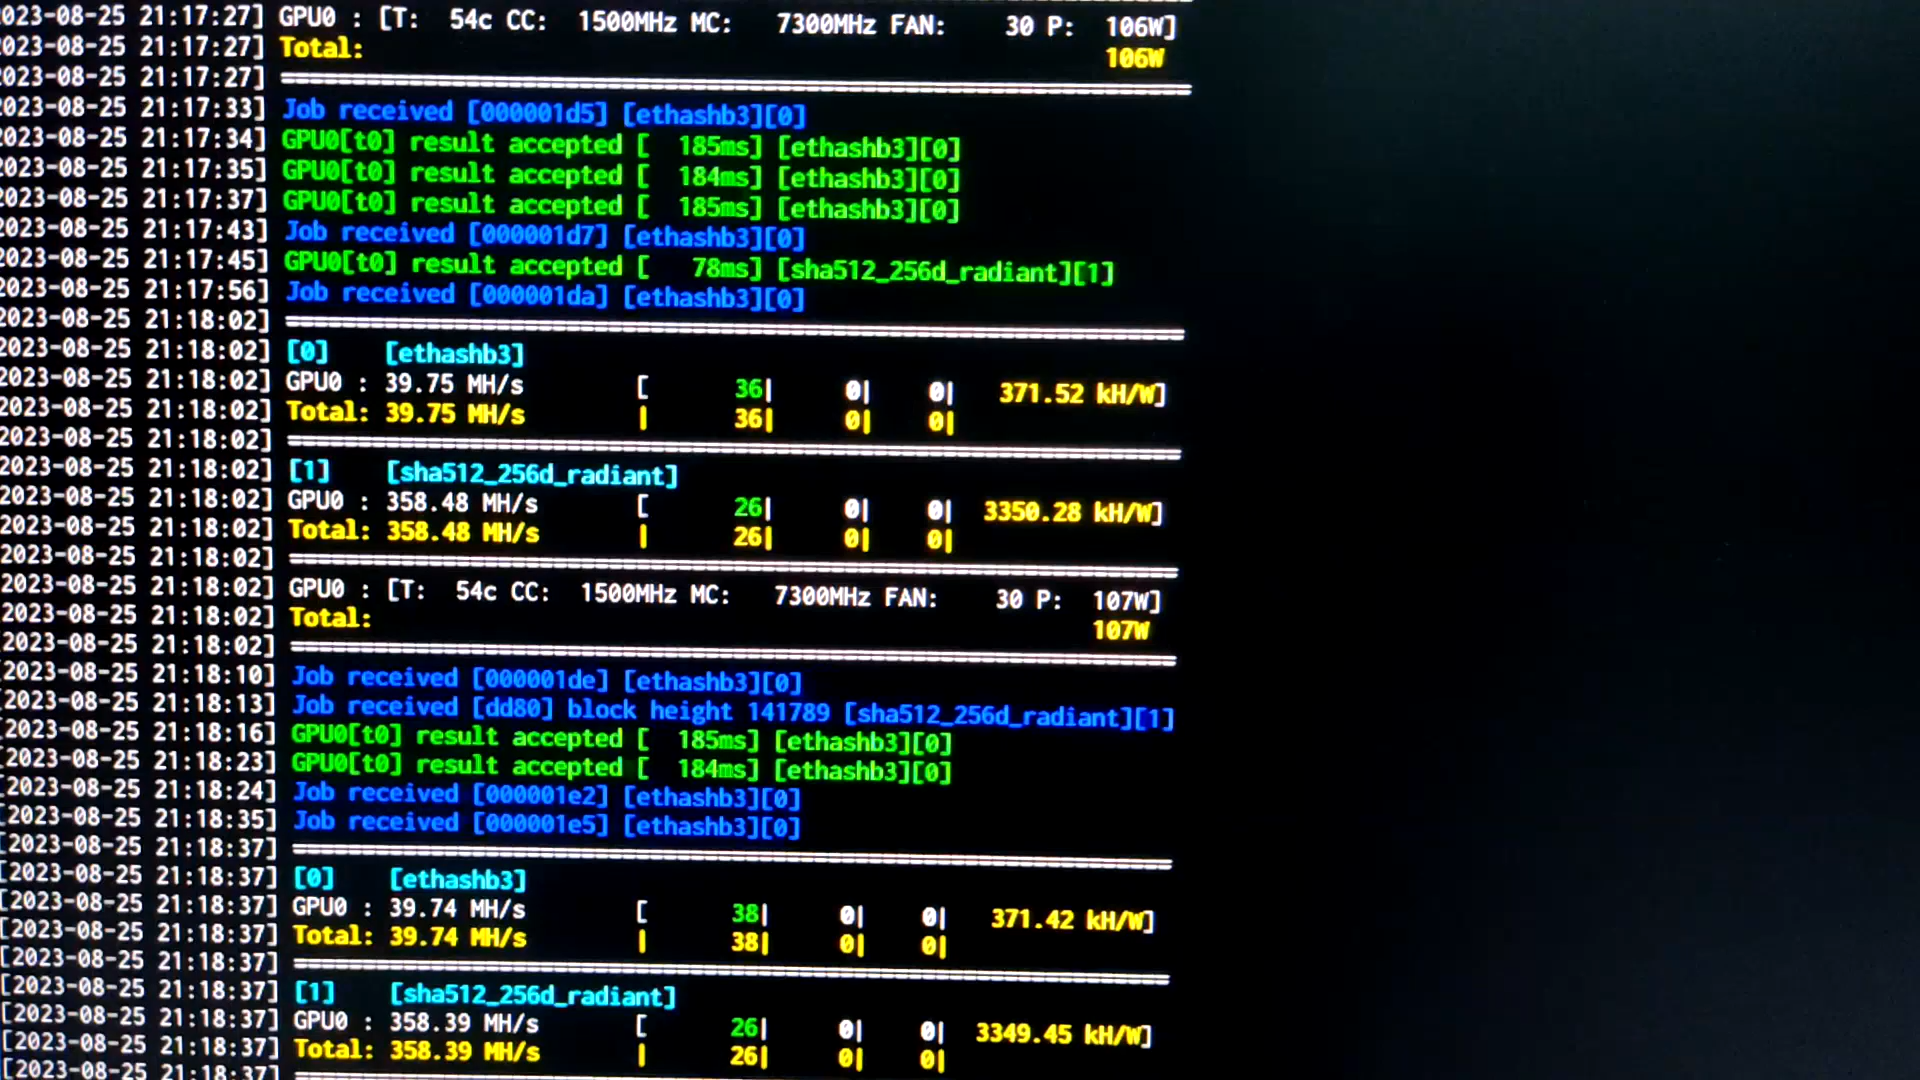 2023-08-25 21:17:27] GPU0 : [T: 54c CC: 1500MHz MC: 7300MHz FAN: 30 P: 106W]
2023-08-25 21:17:27] Total: 106W
2023-08-25 21:17:27] ================================================================
2023-08-25 21:17:33] Job received [000001d5] [ethashb3][0]
2023-08-25 21:17:34] GPU0[t0] result accepted [ 185ms] [ethashb3][0]
2023-08-25 21:17:35] GPU0[t0] result accepted [ 184ms] [ethashb3][0]
2023-08-25 21:17:37] GPU0[t0] result accepted [ 185ms] [ethashb3][0]
2023-08-25 21:17:43] Job received [000001d7] [ethashb3][0]
2023-08-25 21:17:45] GPU0[t0] result accepted [ 78ms] [sha512_256d_radiant][1]
2023-08-25 21:17:56] Job received [000001da] [ethashb3][0]
2023-08-25 21:18:02] ================================================================
2023-08-25 21:18:02] [0] [ethashb3]
2023-08-25 21:18:02] GPU0 : 39.75 MH/s [ 36| 0| 0| 371.52 kH/W]
2023-08-25 21:18:02] Total: 39.75 MH/s | 36| 0| 0|
2023-08-25 21:18:02] ================================================================
2023-08-25 21:18:02] [1] [sha512_256d_radiant]
2023-08-25 21:18:02] GPU0 : 358.48 MH/s [ 26| 0| 0| 3350.28 kH/W]
2023-08-25 21:18:02] Total: 358.48 MH/s | 26| 0| 0|
2023-08-25 21:18:02] ================================================================
2023-08-25 21:18:02] GPU0 : [T: 54c CC: 1500MHz MC: 7300MHz FAN: 30 P: 107W]
2023-08-25 21:18:02] Total: 107W
2023-08-25 21:18:02] ================================================================
[2023-08-25 21:18:10] Job received [000001de] [ethashb3][0]
[2023-08-25 21:18:13] Job received [dd80] block height 141789 [sha512_256d_radiant][1]
[2023-08-25 21:18:16] GPU0[t0] result accepted [ 185ms] [ethashb3][0]
[2023-08-25 21:18:23] GPU0[t0] result accepted [ 184ms] [ethashb3][0]
[2023-08-25 21:18:24] Job received [000001e2] [ethashb3][0]
[2023-08-25 21:18:35] Job received [000001e5] [ethashb3][0]
[2023-08-25 21:18:37] ================================================================
[2023-08-25 21:18:37] [0] [ethashb3]
[2023-08-25 21:18:37] GPU0 : 39.74 MH/s [ 38| 0| 0| 371.42 kH/W]
[2023-08-25 21:18:37] Total: 39.74 MH/s | 38| 0| 0|
[2023-08-25 21:18:37] ================================================================
[2023-08-25 21:18:37] [1] [sha512_256d_radiant]
[2023-08-25 21:18:37] GPU0 : 358.39 MH/s [ 26| 0| 0| 3349.45 kH/W]
[2023-08-25 21:18:37] Total: 358.39 MH/s | 26| 0| 0|
[2023-08-25 21:18:37] ================================================================